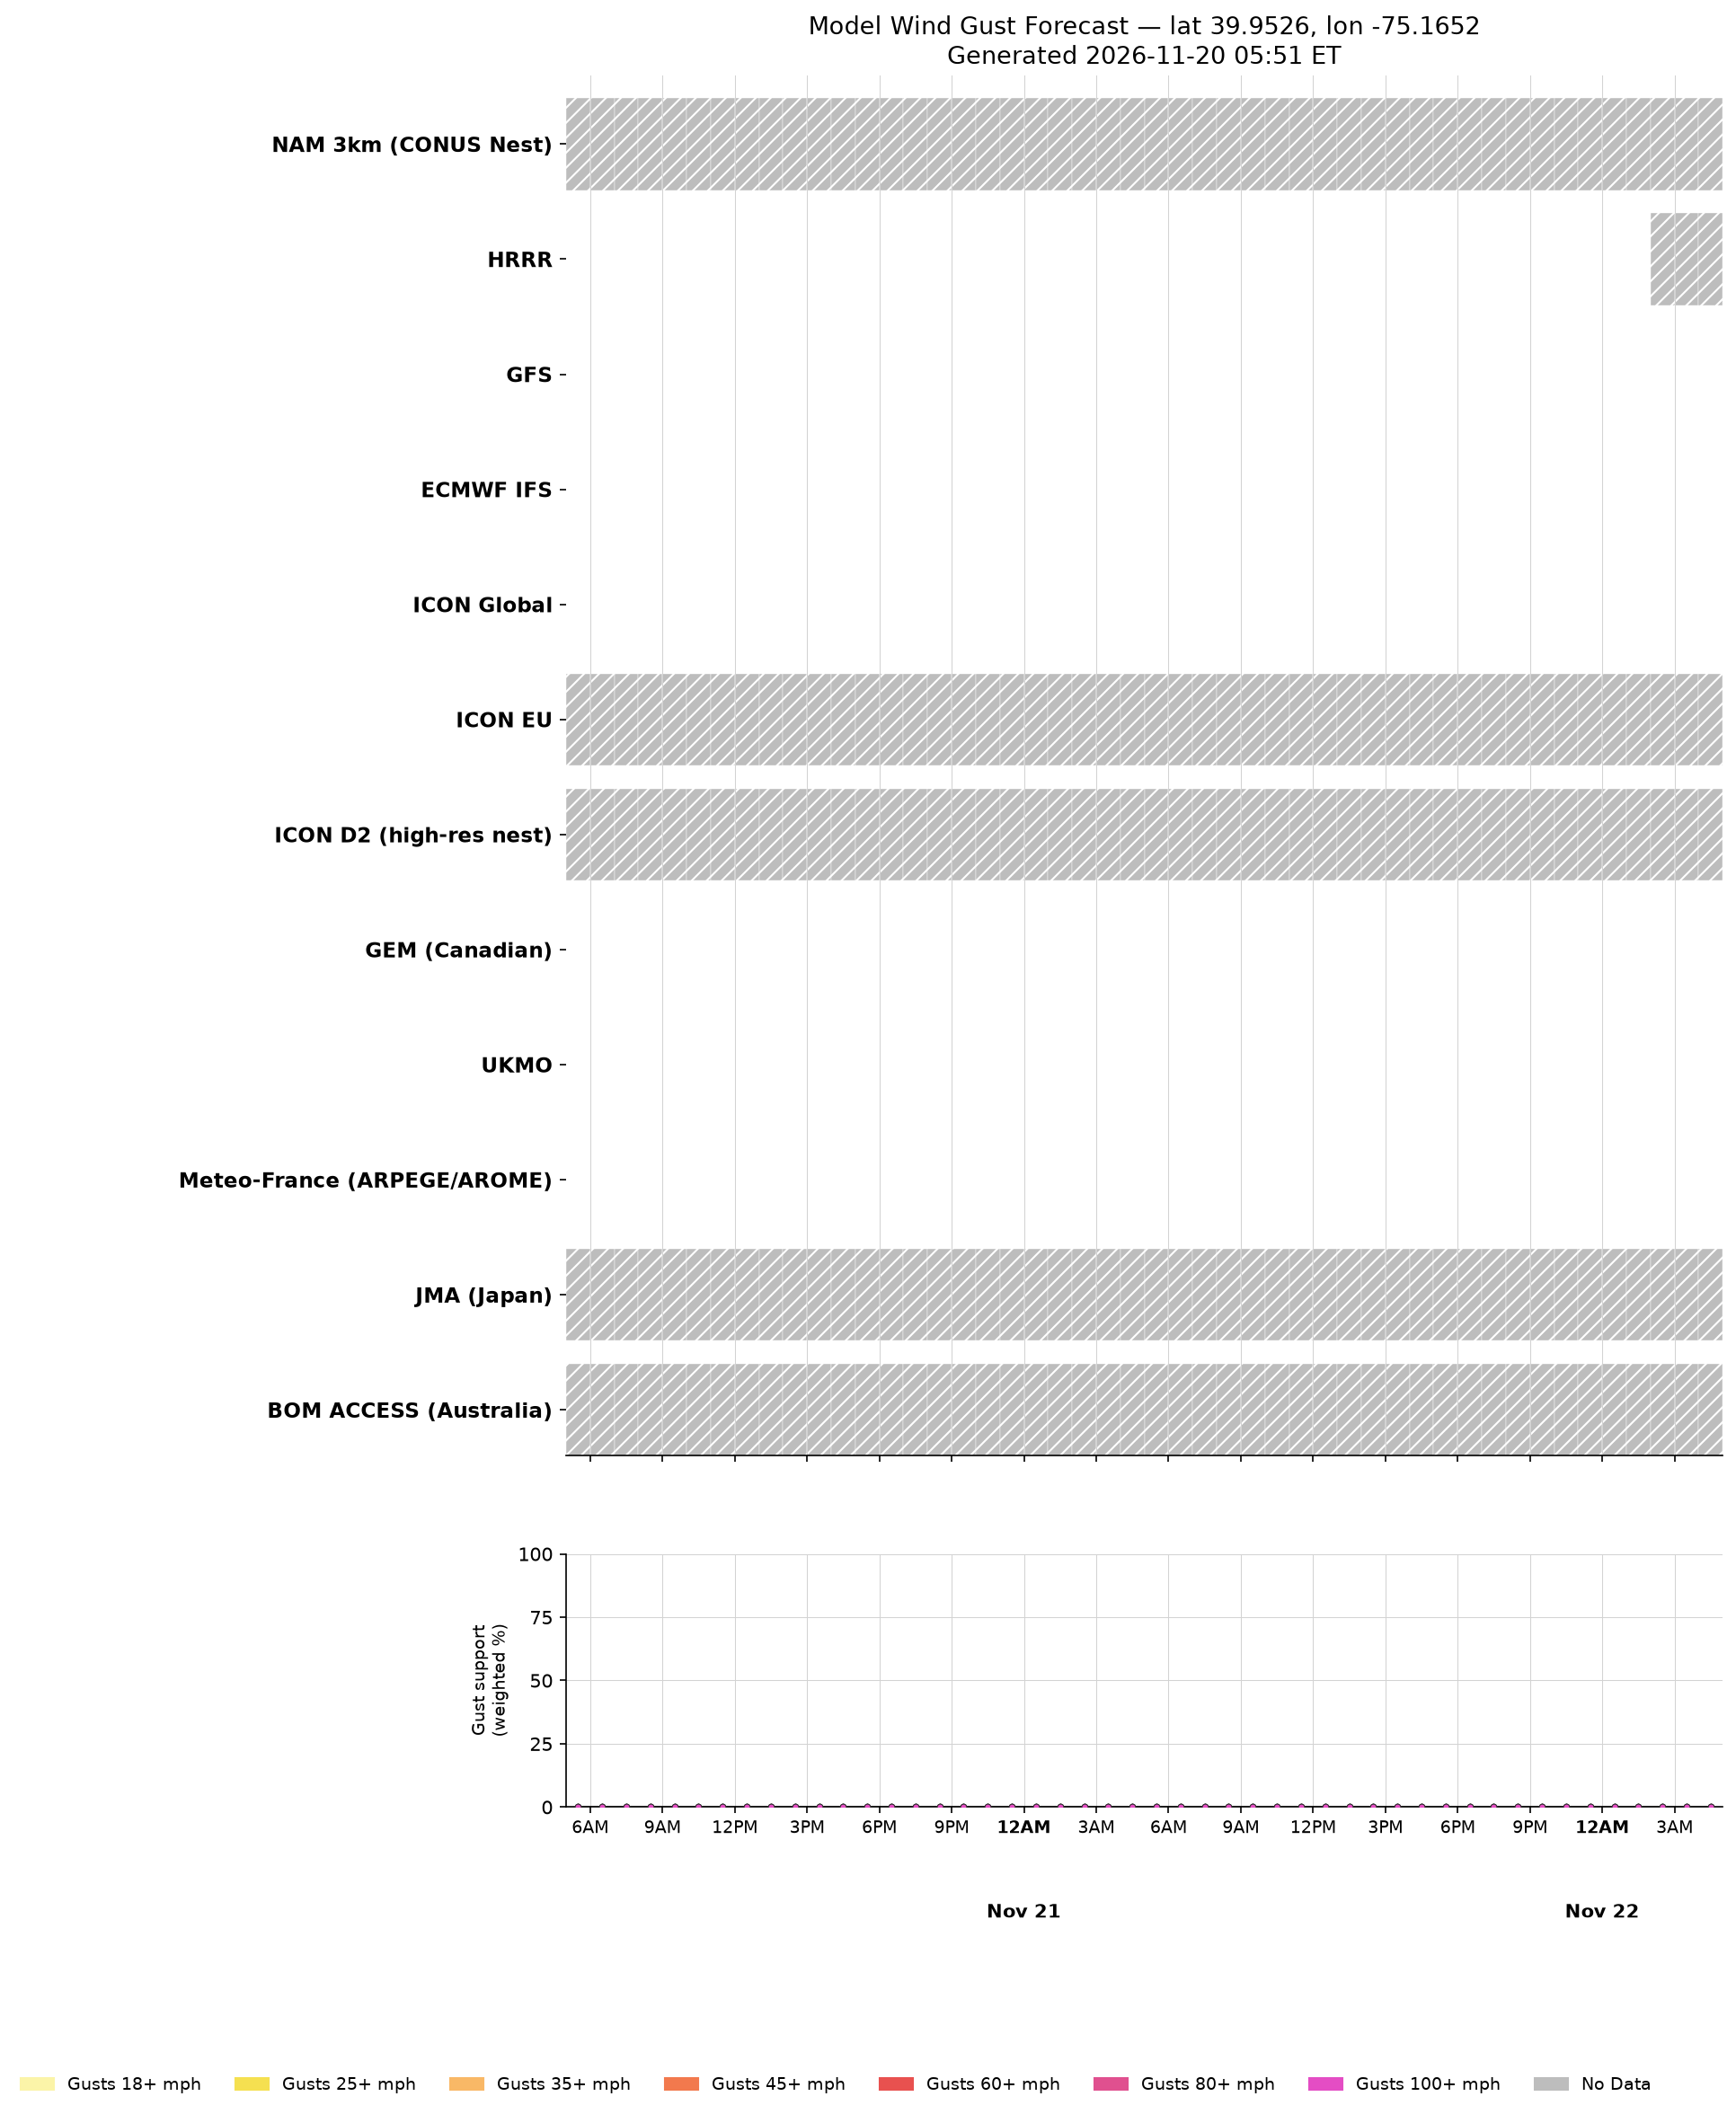 Model Wind Gust Forecast — lat 39.9526, lon -75.1652
Generated 2026-11-20 05:51 ET
NAM 3km (CONUS Nest)
HRRR
GFS
ECMWF IFS
ICON Global
ICON EU
ICON D2 (high-res nest)
GEM (Canadian)
UKMO
Meteo-France (ARPEGE/AROME)
JMA (Japan)
BOM ACCESS (Australia)
Gust support
(weighted %)
100
75
50
25
0
6AM 9AM 12PM 3PM 6PM 9PM 12AM 3AM 6AM 9AM 12PM 3PM 6PM 9PM 12AM 3AM
Nov 21 Nov 22
Gusts 18+ mph Gusts 25+ mph Gusts 35+ mph Gusts 45+ mph Gusts 60+ mph Gusts 80+ mph Gusts 100+ mph No Data